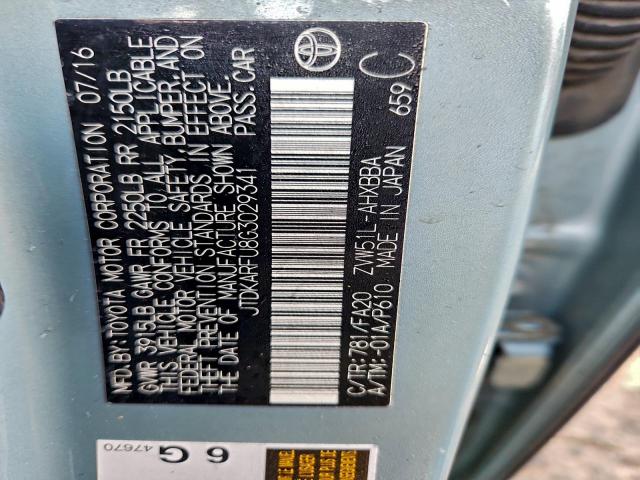 MFD.BY:TOYOTA MOTOR CORPORATION 07/16
GVWR 3915LB GAWR FR 2250LB RR 2150LB
THIS VEHICLE CONFORMS TO ALL APPLICABLE
FEDERAL MOTOR VEHICLE SAFETY, BUMPER, AND
THEFT PREVENTION STANDARDS IN EFFECT ON
THE DATE OF MANUFACTURE SHOWN ABOVE.
JTDKARFU8G3029341 PASS.CAR
C/TR:781/FA20 ZVW51L-AHXBBA
A/TM:-01A/P610 MADE IN JAPAN 659 C
6 G
47670